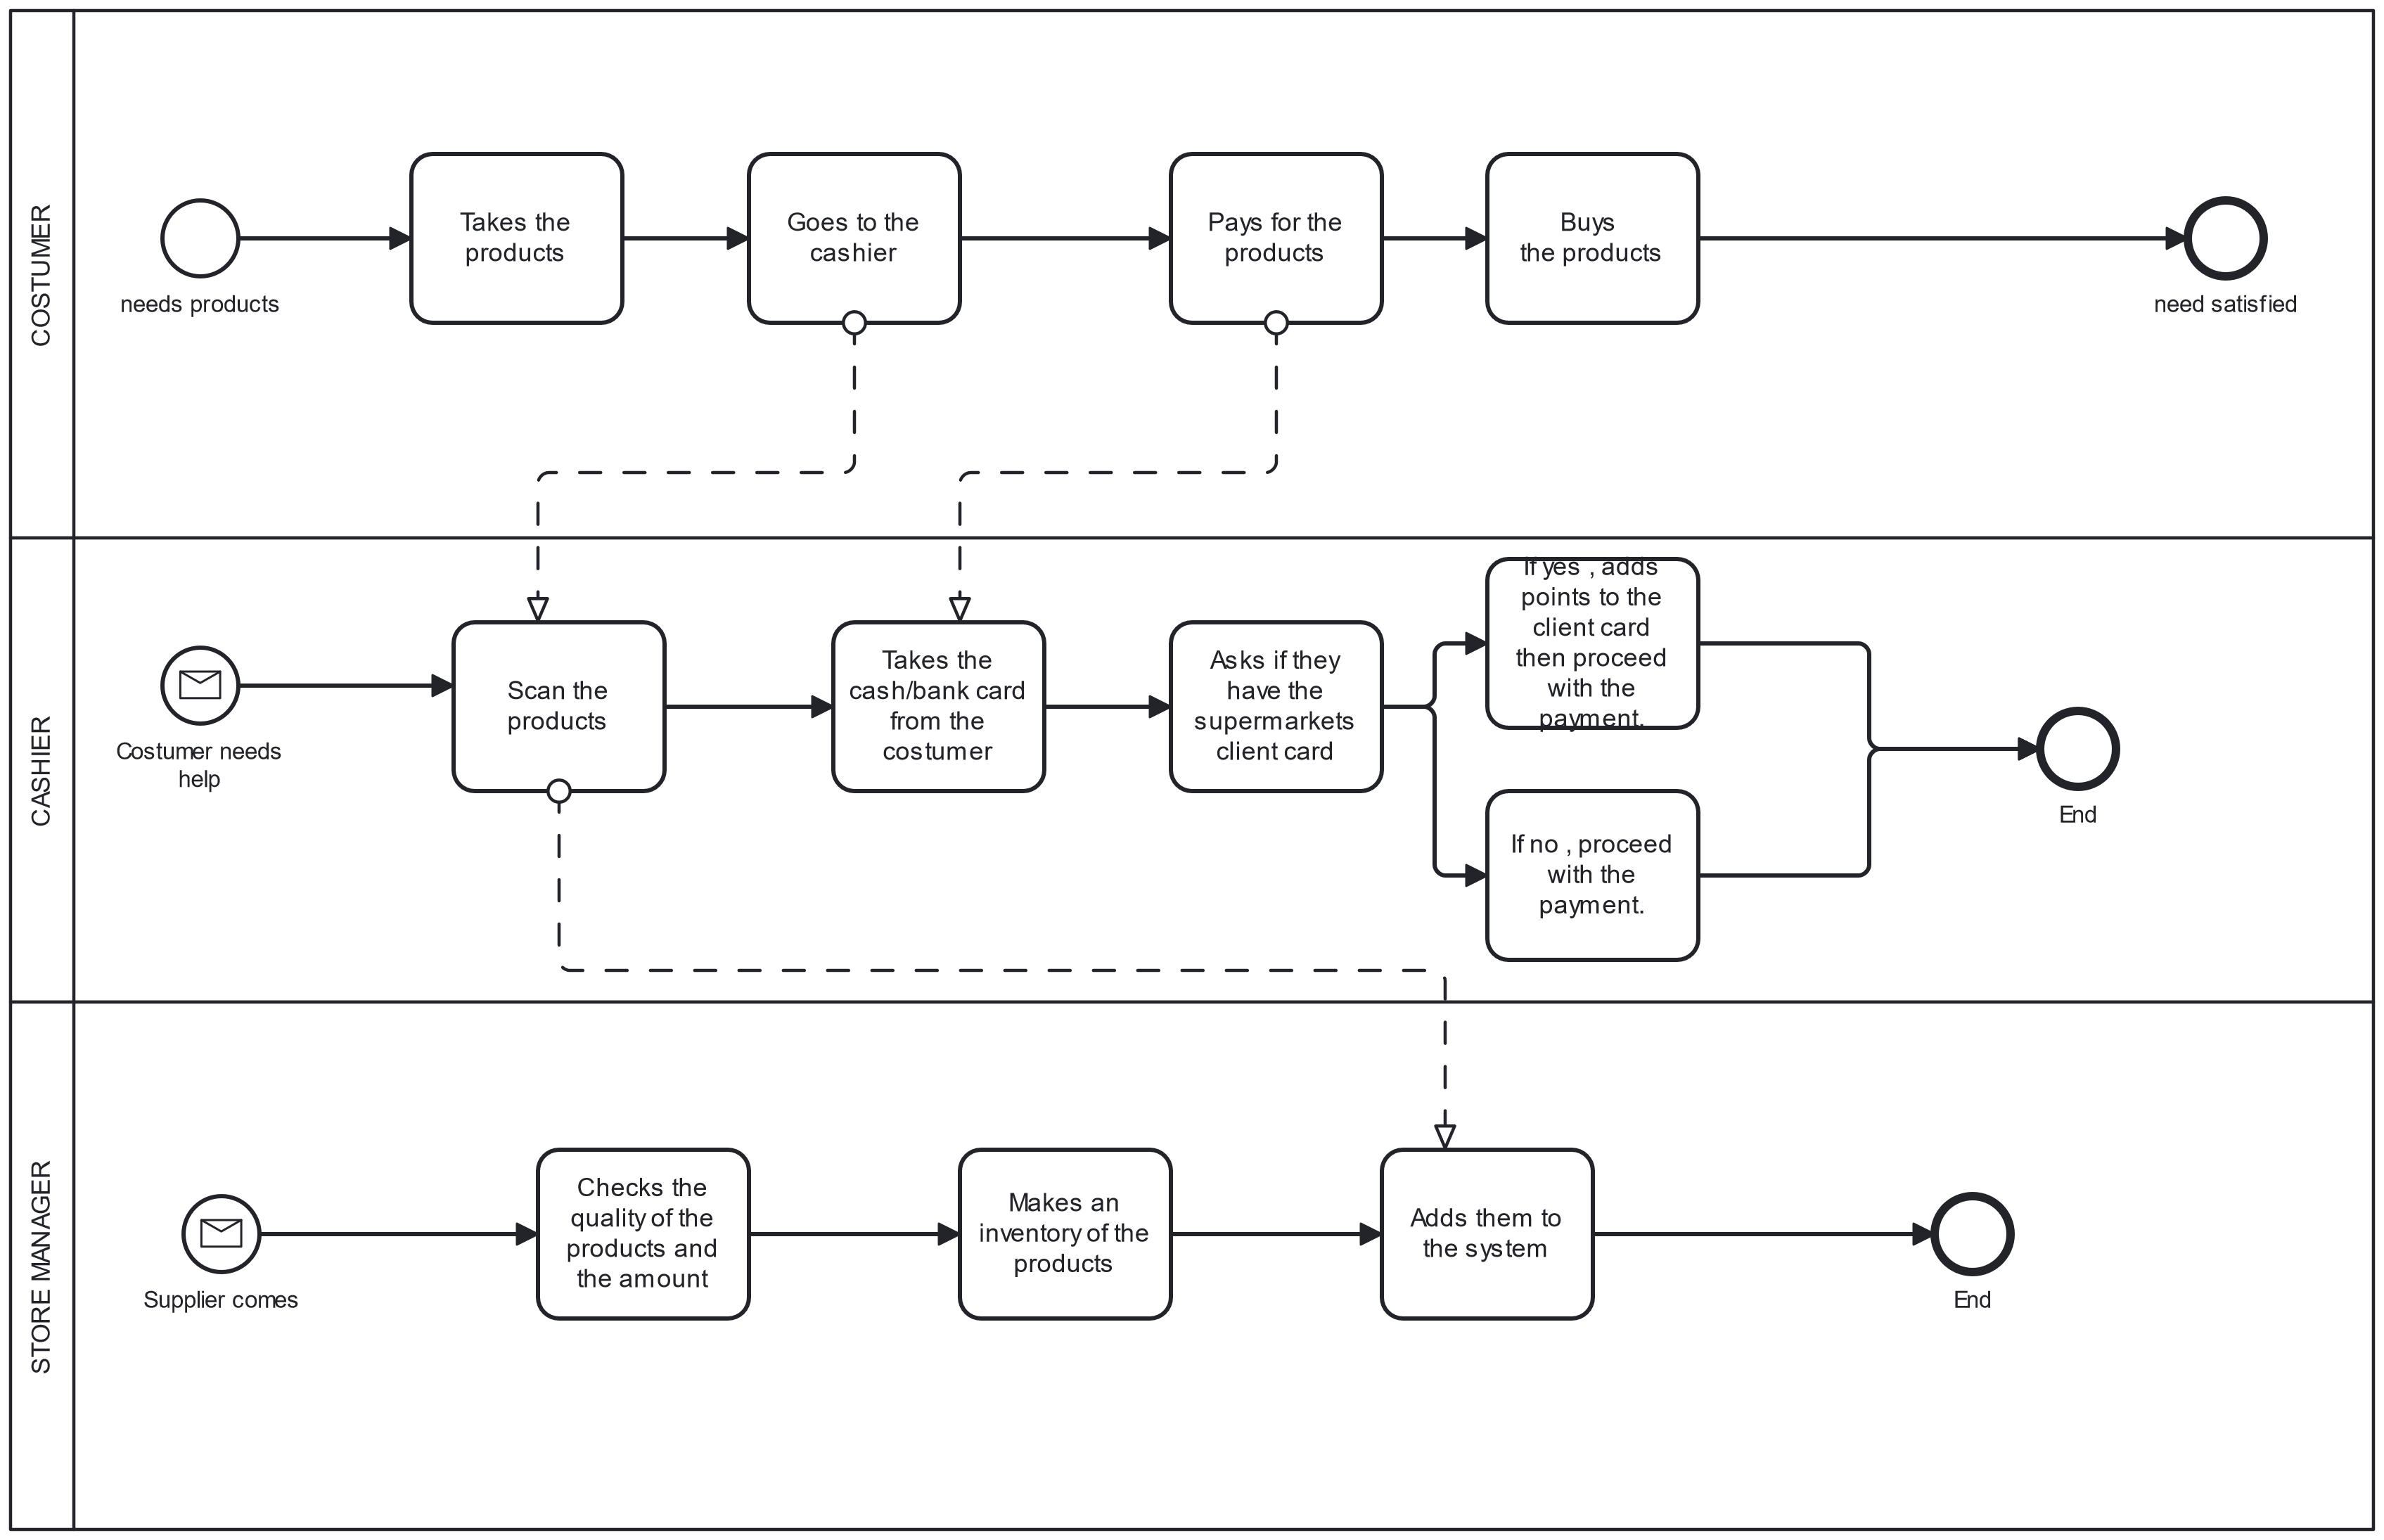 COSTUMER
needs products
Takes the
products
Goes to the
cashier
Pays for the
products
Buys
the products
need satisfied
CASHIER
Costumer needs
help
Scan the
products
Takes the
cash/bank card
from the
costumer
Asks if they
have the
supermarkets
client card
If yes , adds
points to the
client card
then proceed
with the
payment.
If no , proceed
with the
payment.
End
STORE MANAGER
Supplier comes
Checks the
quality of the
products and
the amount
Makes an
inventory of the
products
Adds them to
the system
End